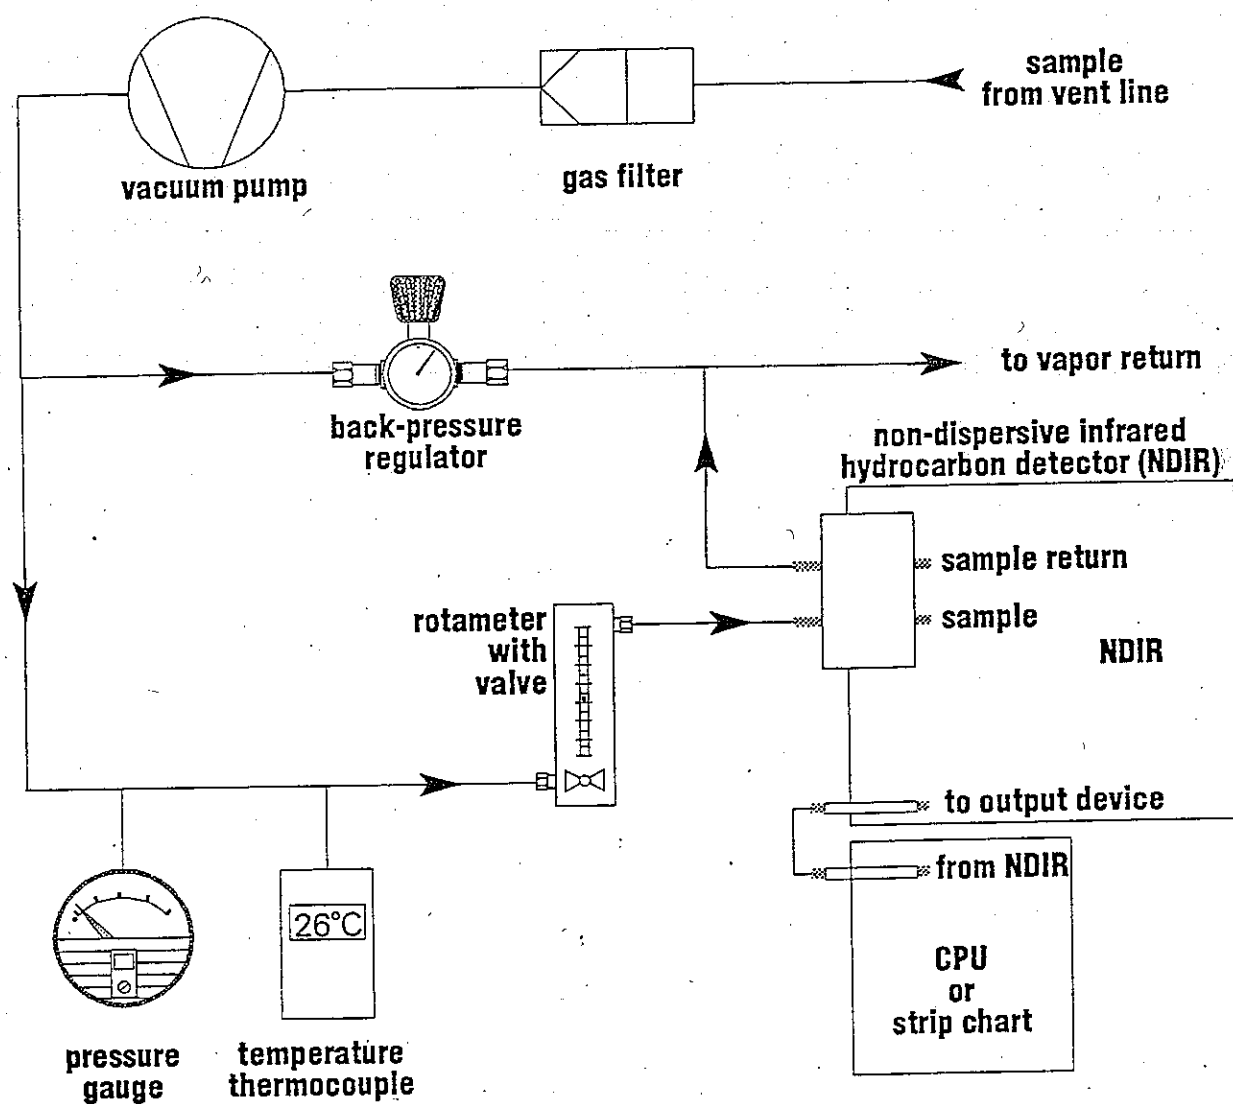 sample
from vent line
vacuum pump
gas filter
to vapor return
back-pressure
regulator
non-dispersive infrared
hydrocarbon detector (NDIR)
sample return
sample
NDIR
rotameter
with
valve
to output device
from NDIR
26°C
CPU
or
strip chart
pressure
gauge
temperature
thermocouple